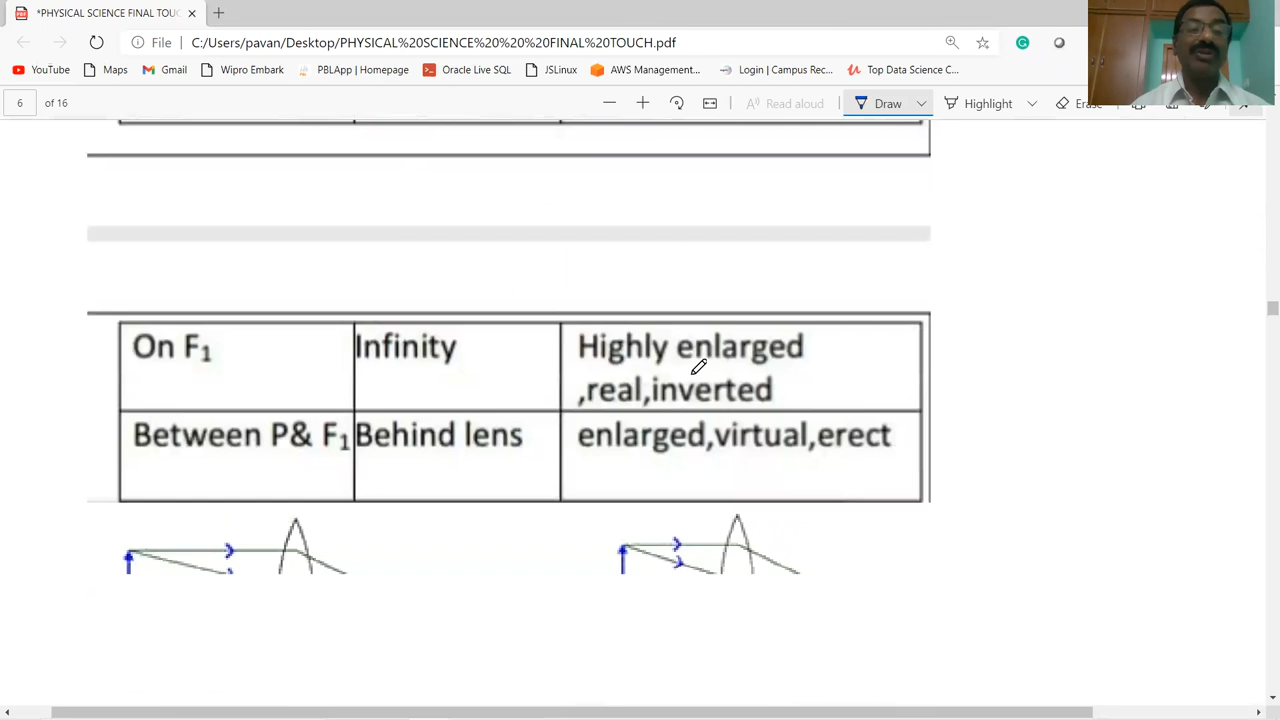 *PHYSICAL SCIENCE FINAL TOUC
File C:/Users/pavan/Desktop/PHYSICAL%20SCIENCE%20%20%20FINAL%20TOUCH.pdf
YouTube Maps Gmail Wipro Embark PBLApp | Homepage Oracle Live SQL JSLinux AWS Management... Login | Campus Rec... Top Data Science C...
6 of 16 Read aloud Draw Highlight Erase
On F1 Infinity Highly enlarged
,real,inverted
Between P& F1 Behind lens enlarged,virtual,erect